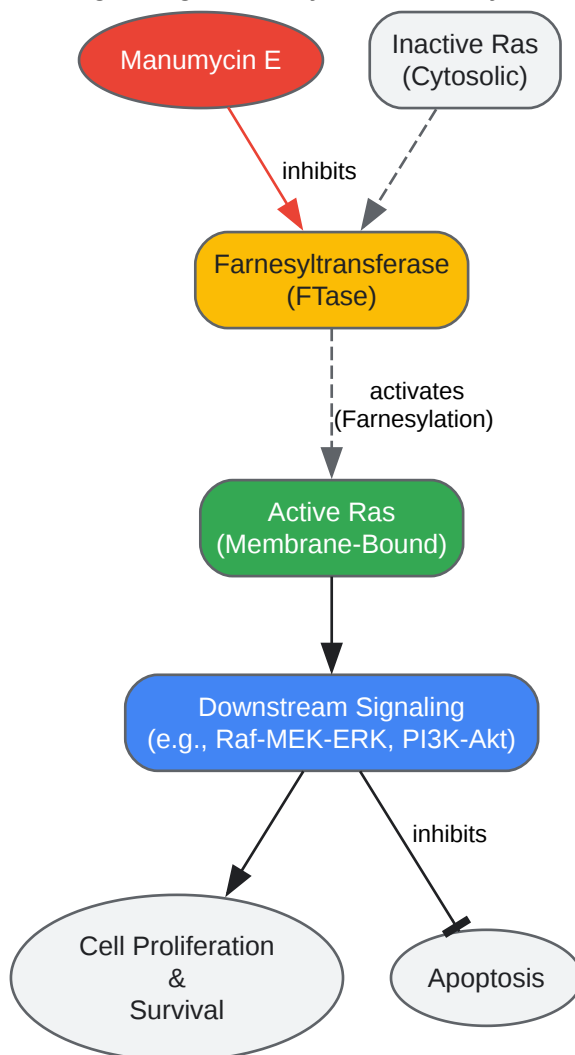 Manumycin E
Inactive Ras
(Cytosolic)
inhibits
Farnesyltransferase
(FTase)
activates
(Farnesylation)
Active Ras
(Membrane-Bound)
Downstream Signaling
(e.g., Raf-MEK-ERK, PI3K-Akt)
inhibits
Cell Proliferation
&
Survival
Apoptosis